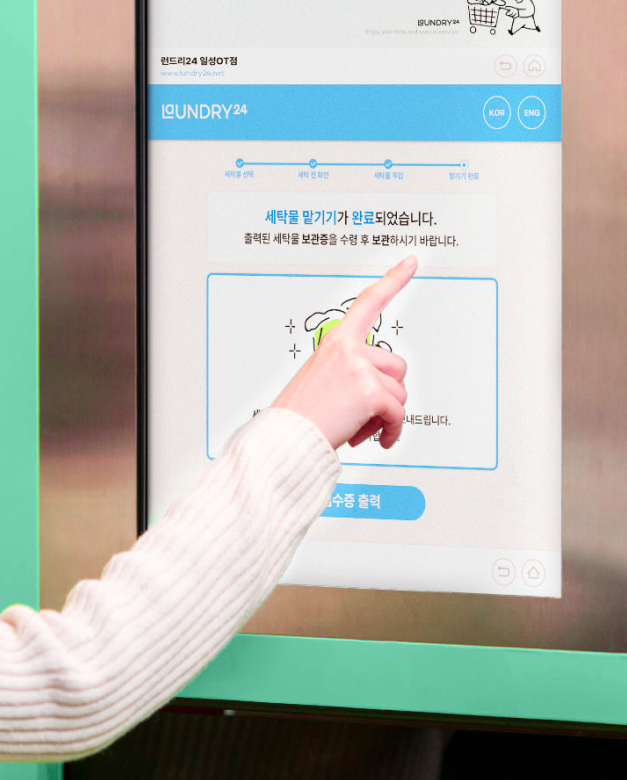 LOUNDRY24
런드리24 일성OT점
www.lundry24.net
LOUNDRY24
KOR
ENG
세탁물 선택
세탁 전 확인
세탁물 투입
맡기기 완료
세탁물 맡기기가 완료되었습니다.
출력된 세탁물 보관증을 수령 후 보관하시기 바랍니다.
내드립니다.
수증 출력